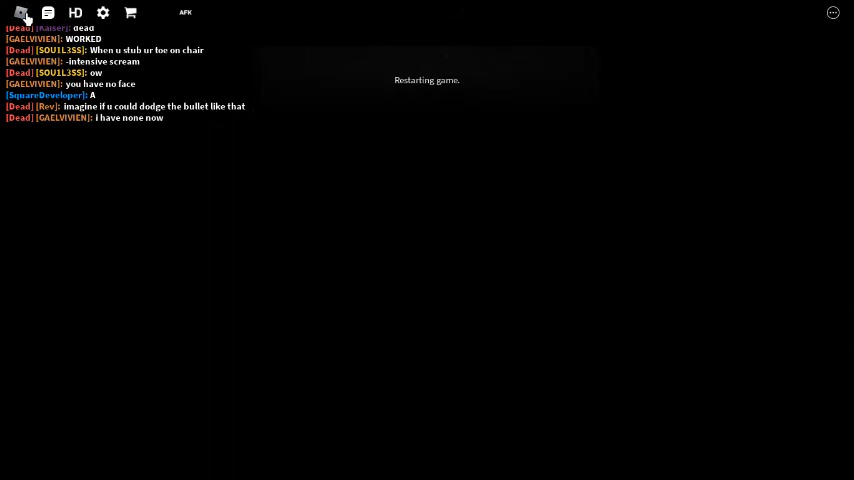 HD AFK
[Dead] [Kaiser]: dead
[GAELVIVIEN]: WORKED
[Dead] [SOU1L3SS]: When u stub ur toe on chair
[GAELVIVIEN]: -intensive scream
[Dead] [SOU1L3SS]: ow
Restarting game.
[GAELVIVIEN]: you have no face
[SquareDeveloper]: A
[Dead] [Rev]: imagine if u could dodge the bullet like that
[Dead] [GAELVIVIEN]: i have none now